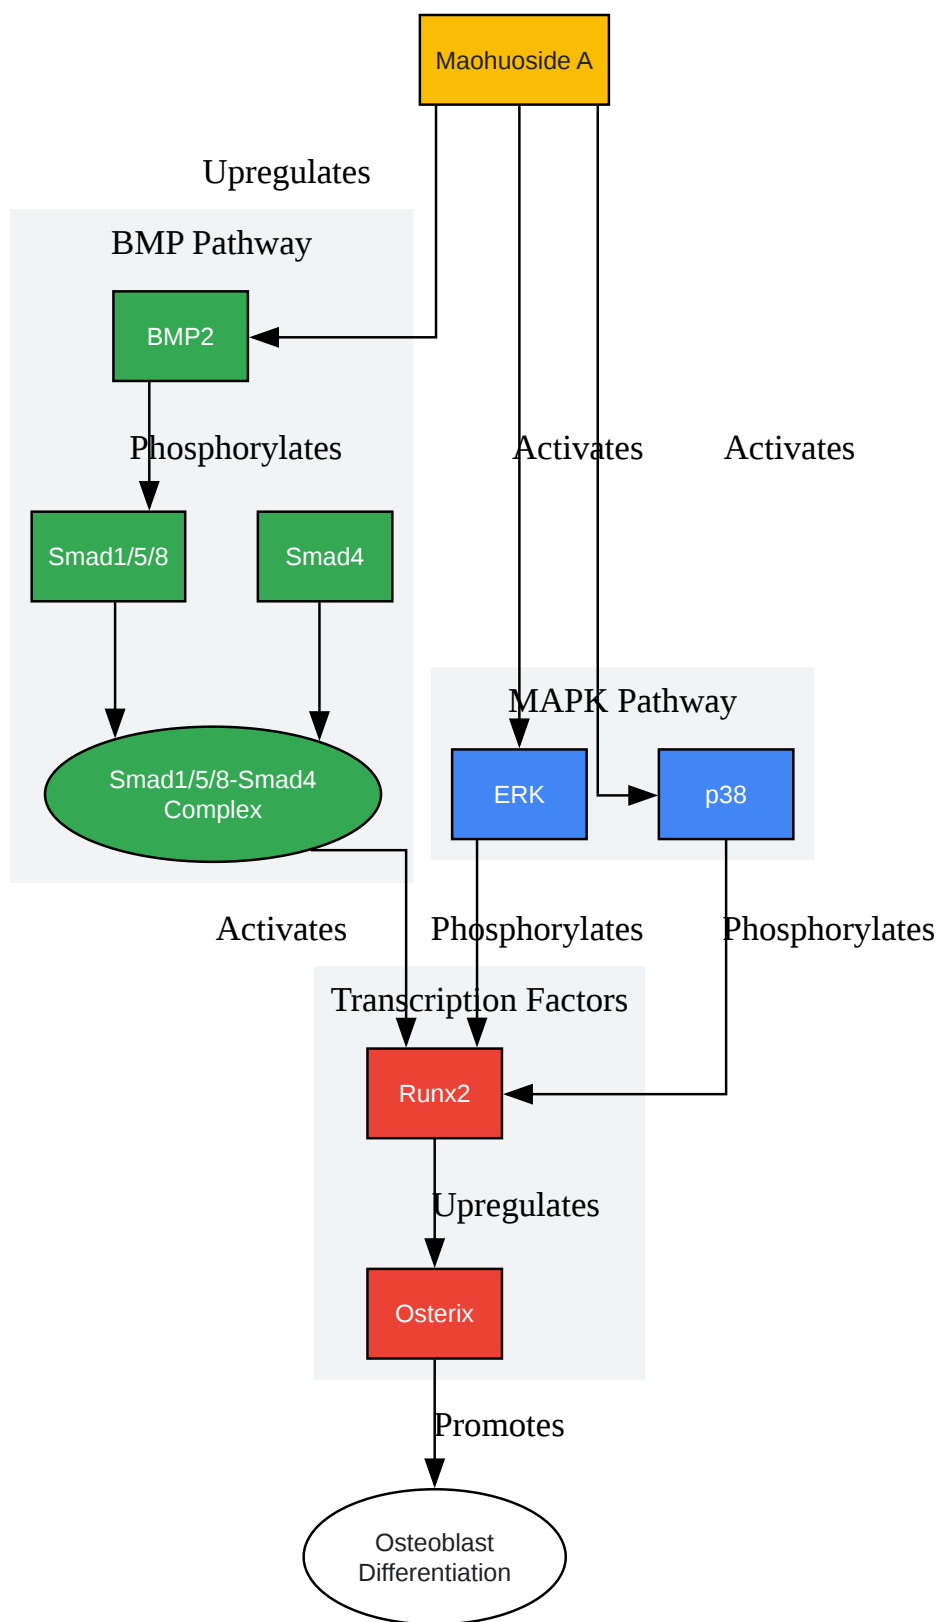 Maohuoside A
Upregulates
BMP Pathway
BMP2
Phosphorylates
Activates
Activates
Smad1/5/8
Smad4
MAPK Pathway
Smad1/5/8-Smad4
Complex
ERK
p38
Activates
Phosphorylates
Phosphorylates
Transcription Factors
Runx2
Upregulates
Osterix
Promotes
Osteoblast
Differentiation